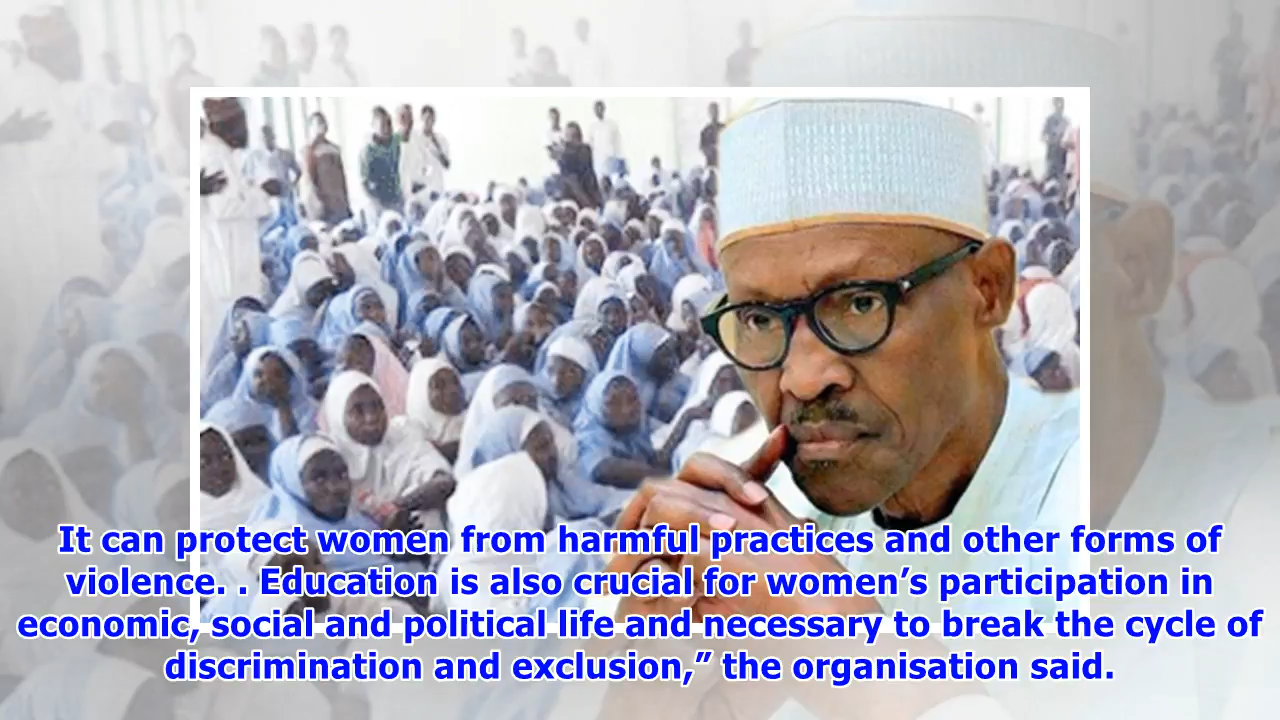 It can protect women from harmful practices and other forms of
violence. . Education is also crucial for women’s participation in
economic, social and political life and necessary to break the cycle of
discrimination and exclusion,” the organisation said.